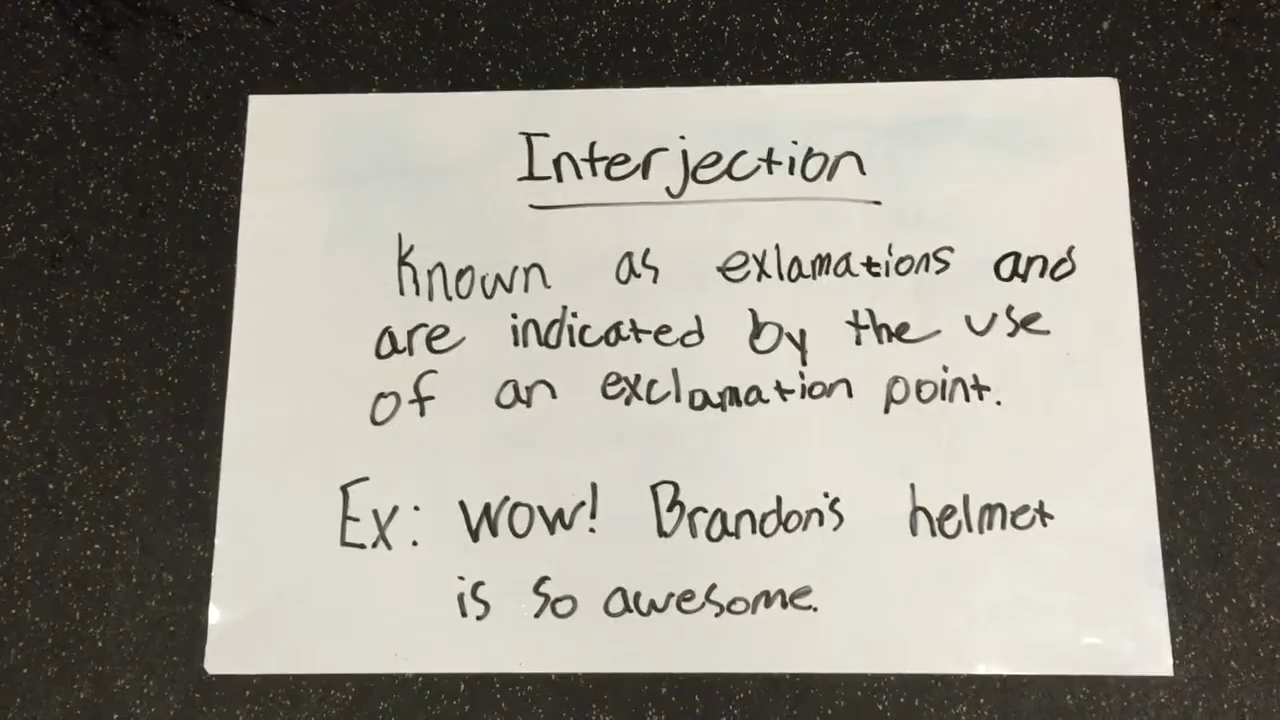 Interjection
Known as exlamations and
are indicated by the use
of an exclamation point.
Ex: wow! Brandon's helmet
is so awesome.